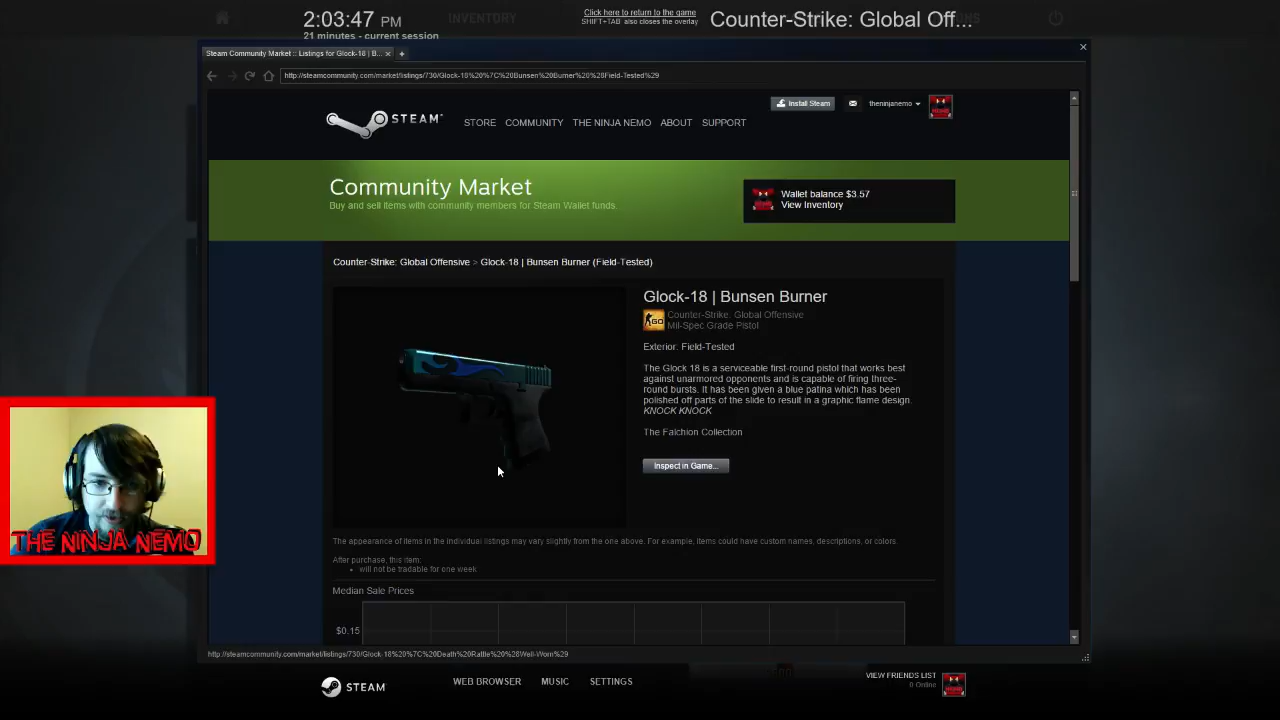 2:03:47 PM
21 minutes - current session
INVENTORY
Click here to return to the game
SHIFT+TAB also closes the overlay
Counter-Strike: Global Off...
Steam Community Market :: Listings for Glock-18 | B...
http://steamcommunity.com/market/listings/730/Glock-18%20%7C%20Bunsen%20Burner%20%28Field-Tested%29
STEAM
STORE COMMUNITY THE NINJA NEMO ABOUT SUPPORT
Install Steam
theninjanemo
Community Market
Buy and sell items with community members for Steam Wallet funds.
Wallet balance $3.57
View Inventory
Counter-Strike: Global Offensive > Glock-18 | Bunsen Burner (Field-Tested)
Glock-18 | Bunsen Burner
GO
Counter-Strike: Global Offensive
Mil-Spec Grade Pistol
Exterior: Field-Tested
The Glock 18 is a serviceable first-round pistol that works best
against unarmored opponents and is capable of firing three-
round bursts. It has been given a blue patina which has been
polished off parts of the slide to result in a graphic flame design.
KNOCK KNOCK
The Falchion Collection
Inspect in Game...
The appearance of items in the individual listings may vary slightly from the one above. For example, items could have custom names, descriptions, or colors.
After purchase, this item:
• will not be tradable for one week
Median Sale Prices
$0.15
THE NINJA NEMO
http://steamcommunity.com/market/listings/730/Glock-18%20%7C%20Death%20Rattle%20%28Well-Worn%29
STEAM
WEB BROWSER MUSIC SETTINGS
VIEW FRIENDS LIST
0 Online